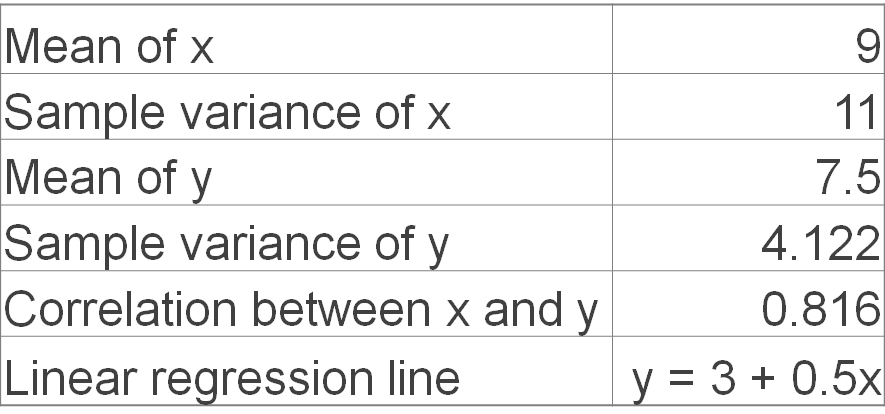 Mean of x 9
Sample variance of x 11
Mean of y 7.5
Sample variance of y 4.122
Correlation between x and y 0.816
Linear regression line y = 3 + 0.5x